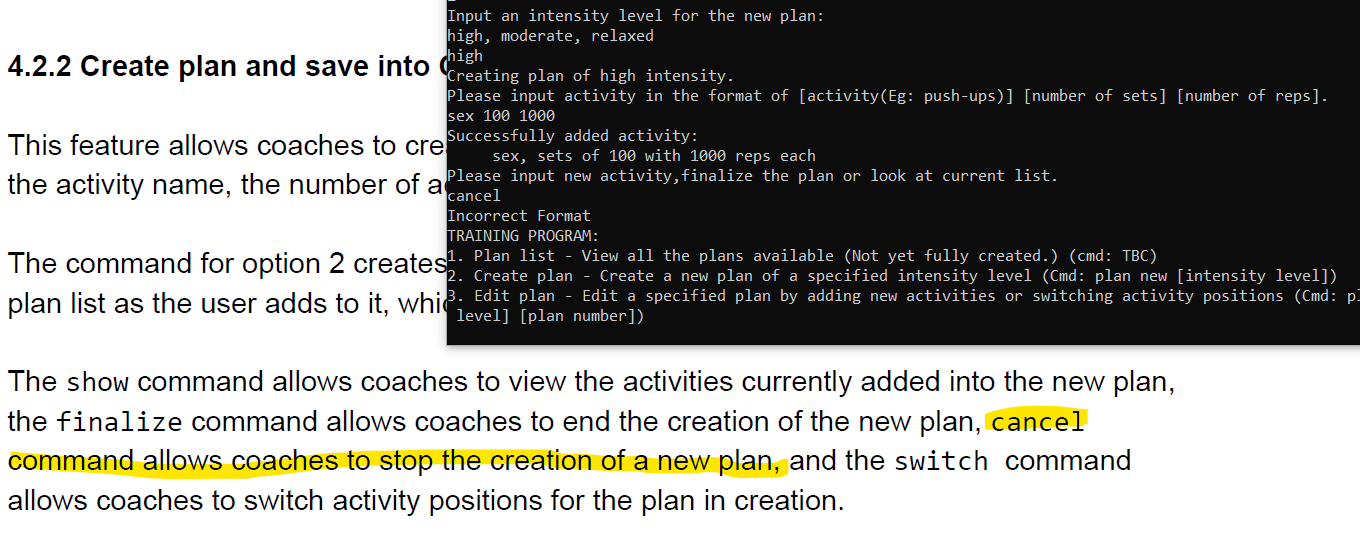 Input an intensity level for the new plan:
high, moderate, relaxed
high
Creating plan of high intensity.
Please input activity in the format of [activity(Eg: push-ups)] [number of sets] [number of reps].
sex 100 1000
Successfully added activity:
sex, sets of 100 with 1000 reps each
Please input new activity,finalize the plan or look at current list.
cancel
Incorrect Format
TRAINING PROGRAM:
1. Plan list - View all the plans available (Not yet fully created.) (cmd: TBC)
2. Create plan - Create a new plan of a specified intensity level (Cmd: plan new [intensity level])
3. Edit plan - Edit a specified plan by adding new activities or switching activity positions (Cmd:
level] [plan number])
4.2.2 Create plan and save into
This feature allows coaches to
the activity name, the number of
The command for option 2 creates
plan list as the user adds to it,
The show command allows coaches to view the activities currently added into the new plan,
the finalize command allows coaches to end the creation of the new plan, cancel
command allows coaches to stop the creation of a new plan, and the switch command
allows coaches to switch activity positions for the plan in creation.